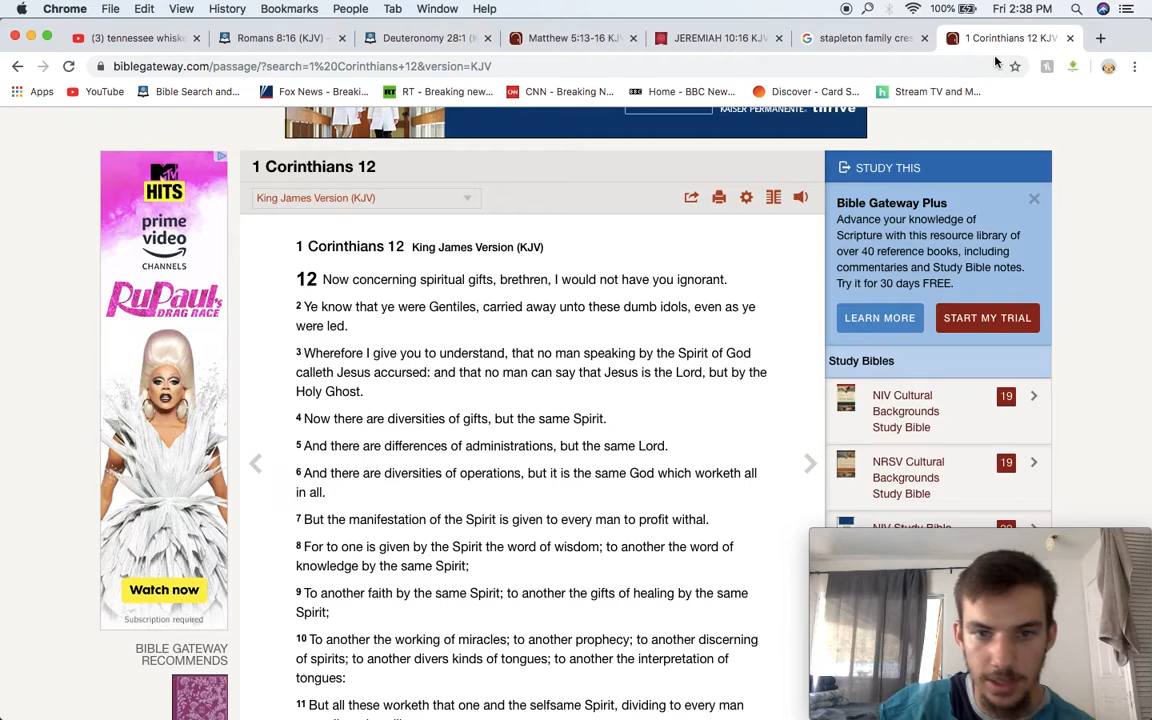 Chrome File Edit View History Bookmarks People Tab Window Help 100% Fri 2:38 PM
(3) tennessee whisk Romans 8:16 (KJV) - Deuteronomy 28:1 ( Matthew 5:13-16 KJV JEREMIAH 10:16 KJV stapleton family cres 1 Corinthians 12 KJV
biblegateway.com/passage/?search=1%20Corinthians+12&version=KJV
Apps YouTube Bible Search and... Fox News - Breaki... RT - Breaking new... CNN - Breaking N... Home - BBC New... Discover - Card S... Stream TV and M...
KAISER PERMANENTE thrive
1 Corinthians 12
King James Version (KJV)
1 Corinthians 12 King James Version (KJV)
12 Now concerning spiritual gifts, brethren, I would not have you ignorant.
2 Ye know that ye were Gentiles, carried away unto these dumb idols, even as ye
were led.
3 Wherefore I give you to understand, that no man speaking by the Spirit of God
calleth Jesus accursed: and that no man can say that Jesus is the Lord, but by the
Holy Ghost.
4 Now there are diversities of gifts, but the same Spirit.
5 And there are differences of administrations, but the same Lord.
6 And there are diversities of operations, but it is the same God which worketh all
in all.
7 But the manifestation of the Spirit is given to every man to profit withal.
8 For to one is given by the Spirit the word of wisdom; to another the word of
knowledge by the same Spirit;
9 To another faith by the same Spirit; to another the gifts of healing by the same
Spirit;
10 To another the working of miracles; to another prophecy; to another discerning
of spirits; to another divers kinds of tongues; to another the interpretation of
tongues:
11 But all these worketh that one and the selfsame Spirit, dividing to every man
MTV
HITS
prime
video
CHANNELS
RuPaul's
DRAG RACE
Watch now
Subscription required
BIBLE GATEWAY
RECOMMENDS
STUDY THIS
Bible Gateway Plus
Advance your knowledge of
Scripture with this resource library of
over 40 reference books, including
commentaries and Study Bible notes.
Try it for 30 days FREE.
LEARN MORE START MY TRIAL
Study Bibles
NIV Cultural
Backgrounds
Study Bible
19
NRSV Cultural
Backgrounds
Study Bible
19
NIV Study Bible